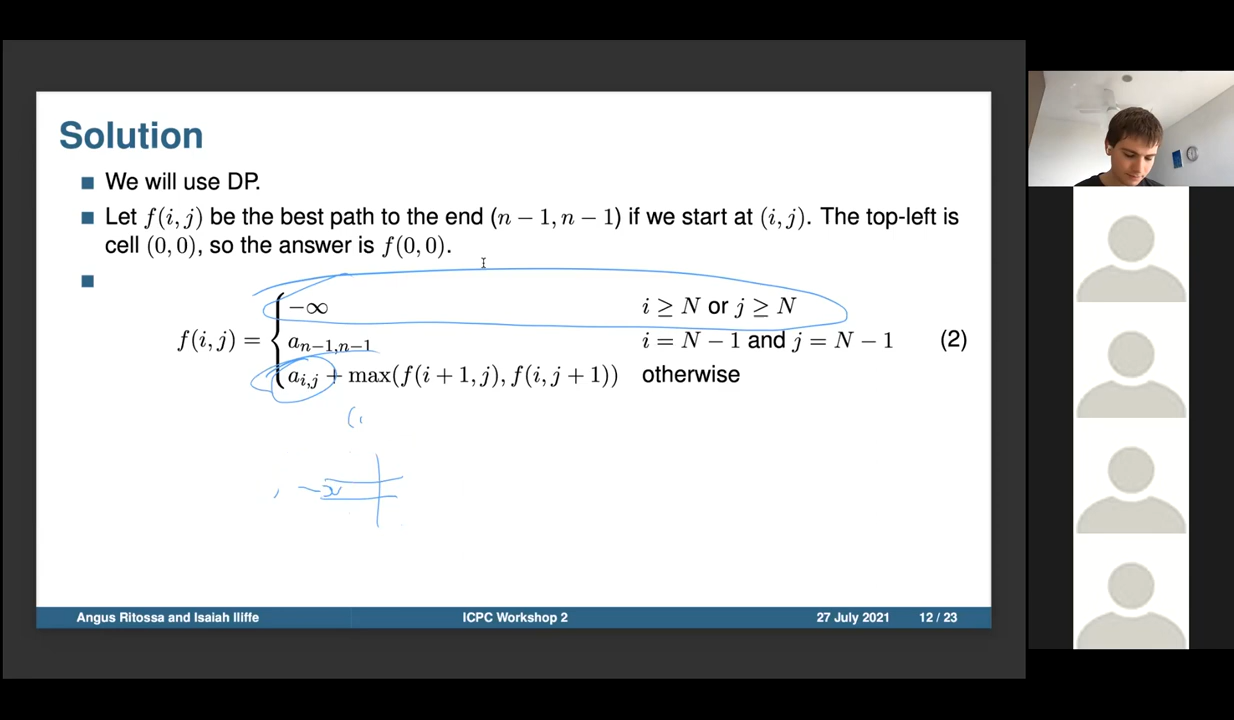 Solution
We will use DP.
Let f(i, j) be the best path to the end (n − 1, n − 1) if we start at (i, j). The top-left is
cell (0, 0), so the answer is f(0, 0).
−∞ i ≥ N or j ≥ N
f(i, j) = { a_{n−1,n−1} i = N − 1 and j = N − 1 (2)
a_{i,j} + max(f(i + 1, j), f(i, j + 1)) otherwise
Angus Ritossa and Isaiah Iliffe ICPC Workshop 2 27 July 2021 12 / 23